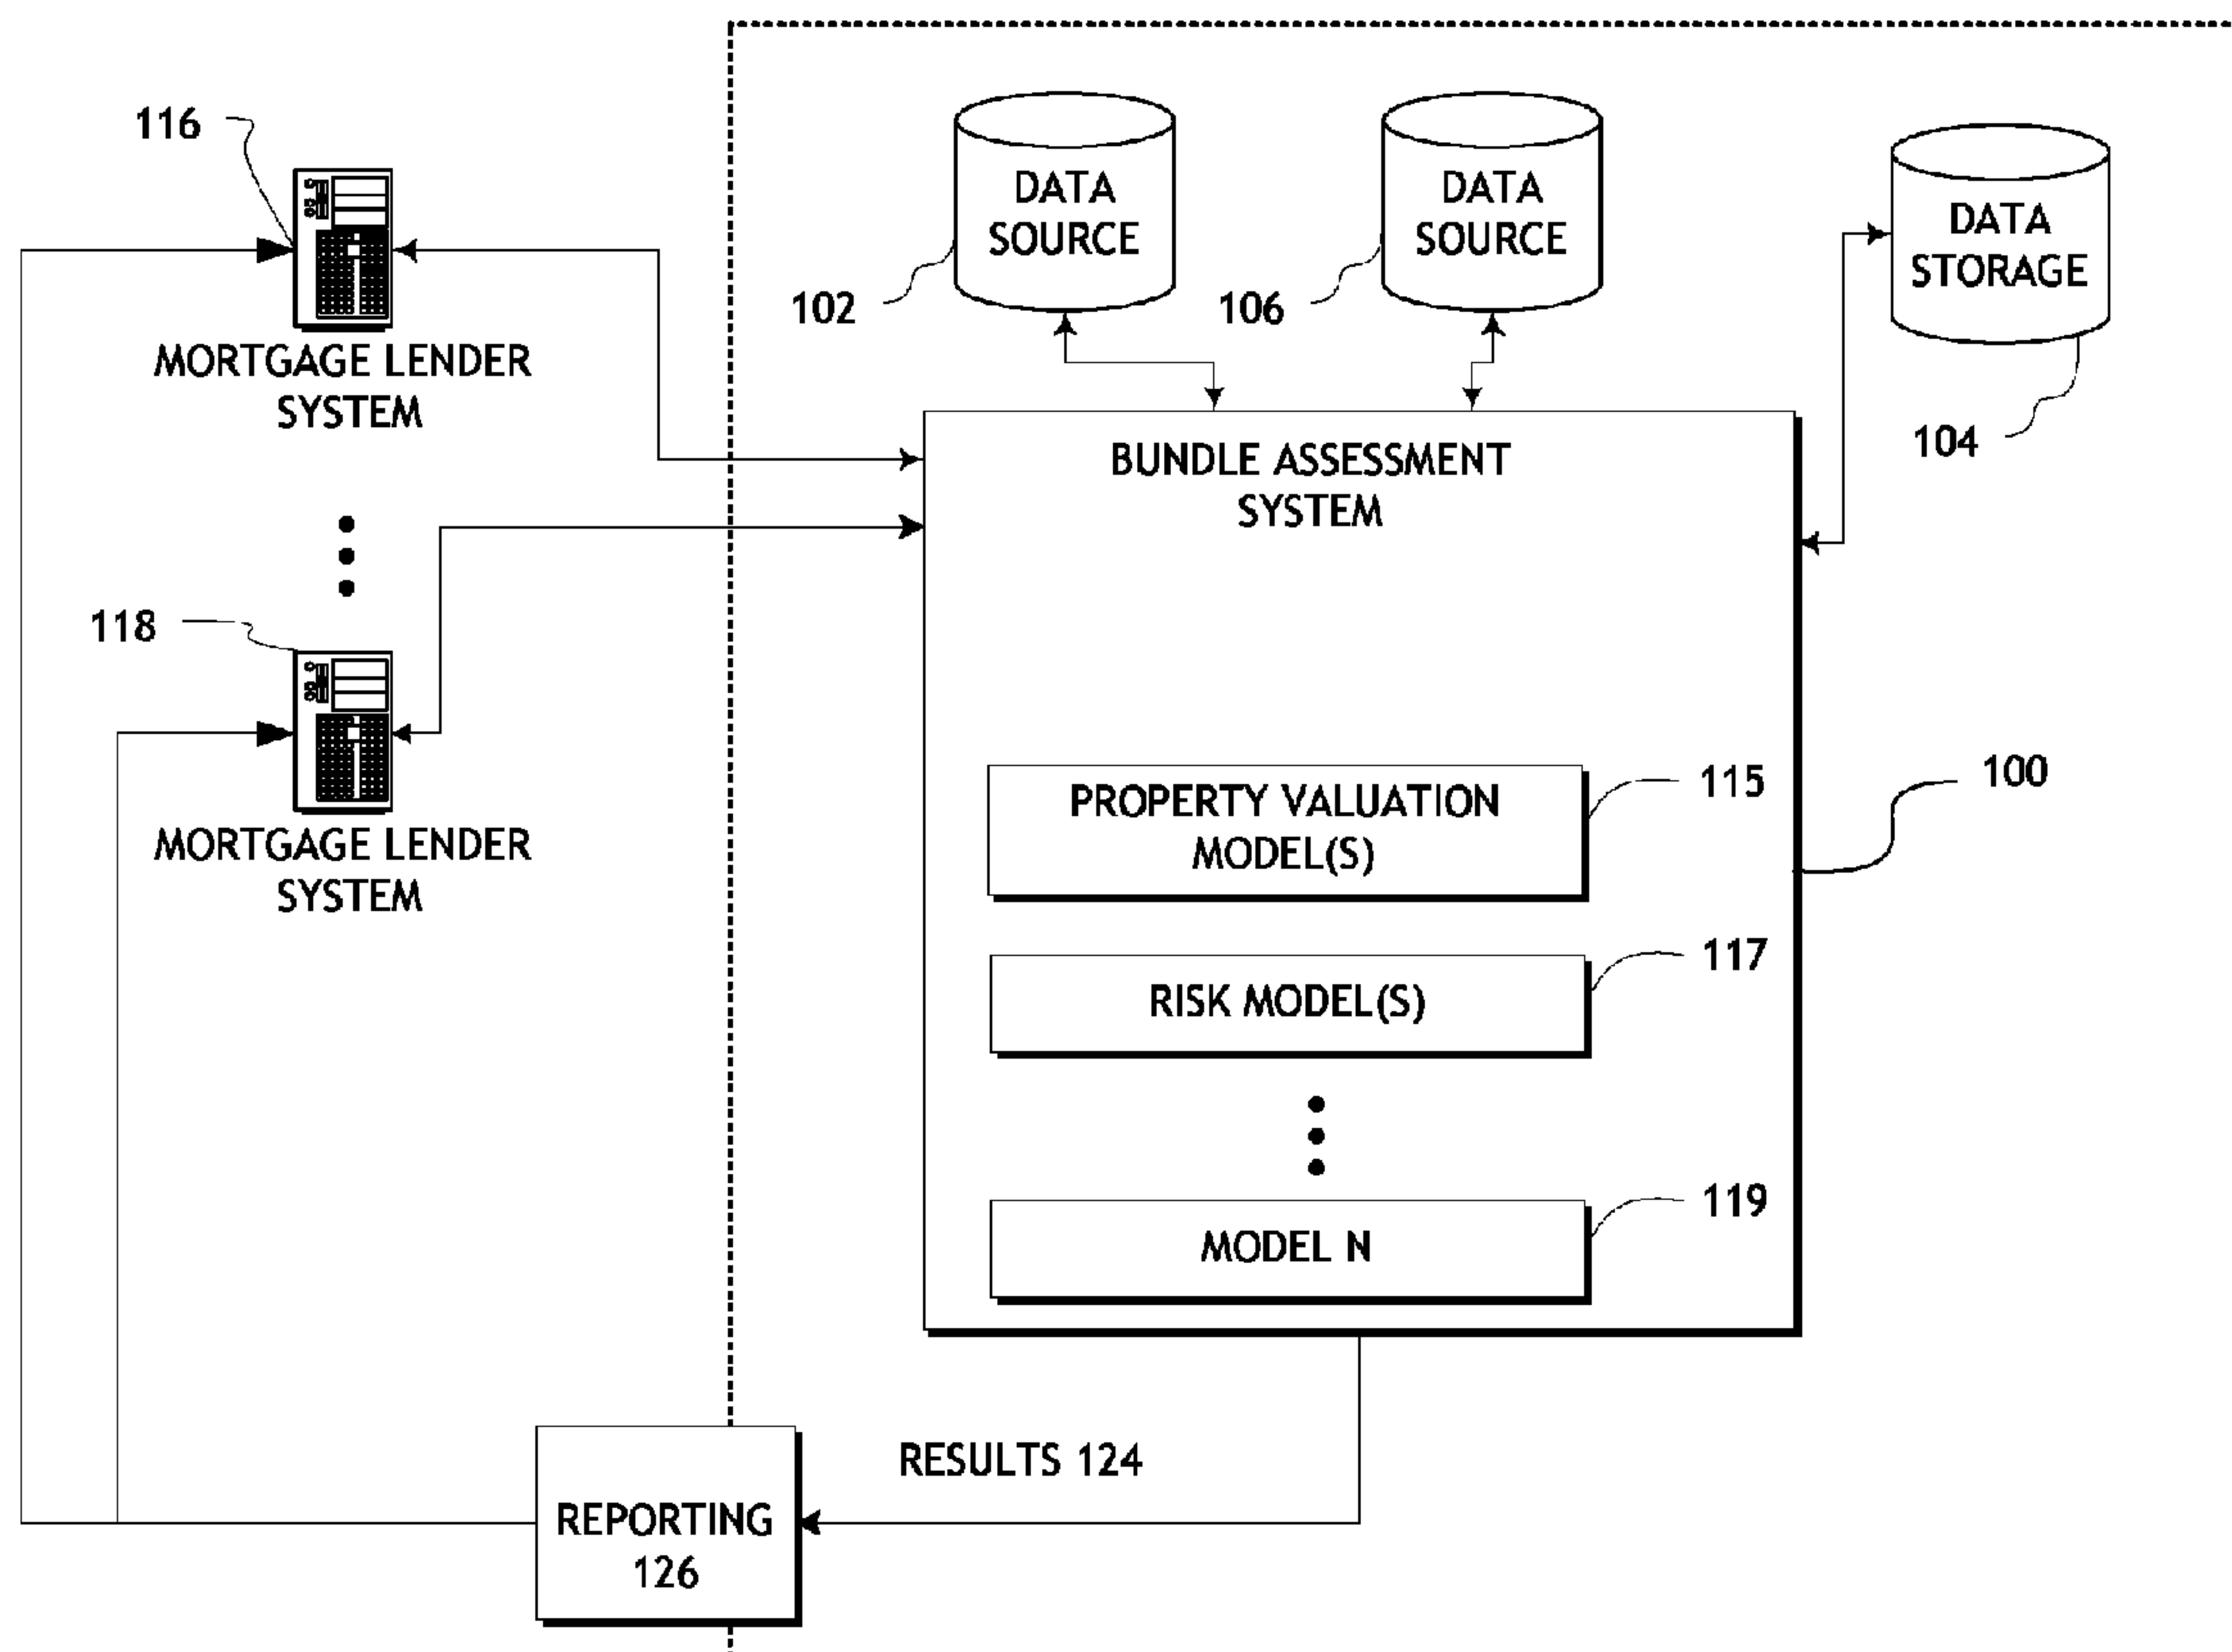 116
MORTGAGE LENDER
SYSTEM
118
MORTGAGE LENDER
SYSTEM
DATA
SOURCE
102
DATA
SOURCE
106
DATA
STORAGE
104
BUNDLE ASSESSMENT
SYSTEM
100
PROPERTY VALUATION
MODEL(S)
115
RISK MODEL(S)
117
MODEL N
119
RESULTS 124
REPORTING
126